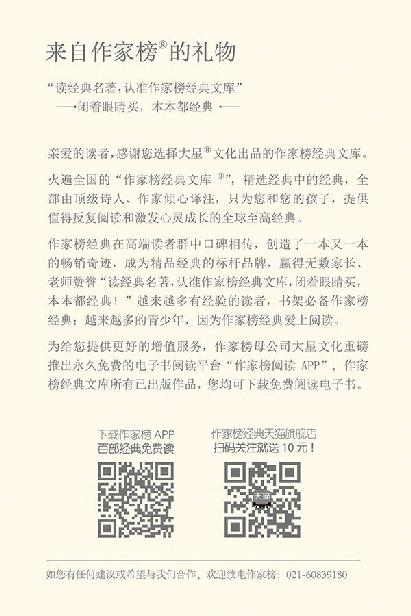 来自作家榜®的礼物
“读经典名著,认准作家榜经典文库”
闭着眼睛买，本本都经典
亲爱的读者,感谢您选择大星®文化出品的作家榜经典文库。
火遍全国的“作家榜经典文库®”，精选经典中的经典，全
部由顶级诗人、作家倾心译注，只为您和您的孩子，提供
值得反复阅读和激发心灵成长的全球至高经典。
作家榜经典在高端读者群中口碑相传，创造了一本又一本
的畅销奇迹，成为精品经典的标杆品牌，赢得无数家长、
老师赞誉“读经典名著,认准作家榜经典文库,闭着眼睛买，
本本都经典！”越来越多有经验的读者，书架必备作家榜
经典；越来越多的青少年，因为作家榜经典爱上阅读。
为给您提供更好的增值服务，作家榜母公司大星文化重磅
推出永久免费的电子书阅读平台“作家榜阅读 APP”，作家
榜经典文库所有已出版作品，您均可下载免费阅读电子书。
下载作家榜 APP
百部经典免费读
作家榜经典天猫旗舰店
扫码关注就送 10 元！
天猫
如您有任何建议或希望与我们合作，欢迎致电作家榜：021-60839180